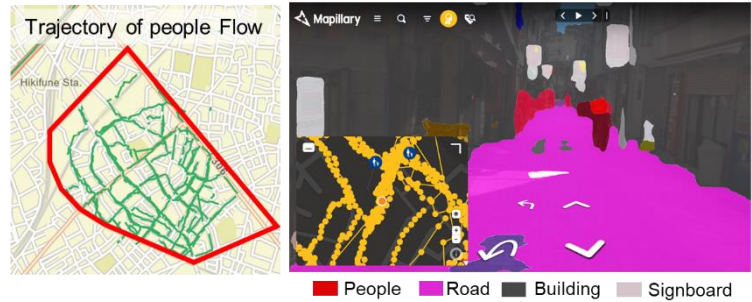 Trajectory of people Flow
Hikifune Sta.
Mapillary
People Road Building Signboard